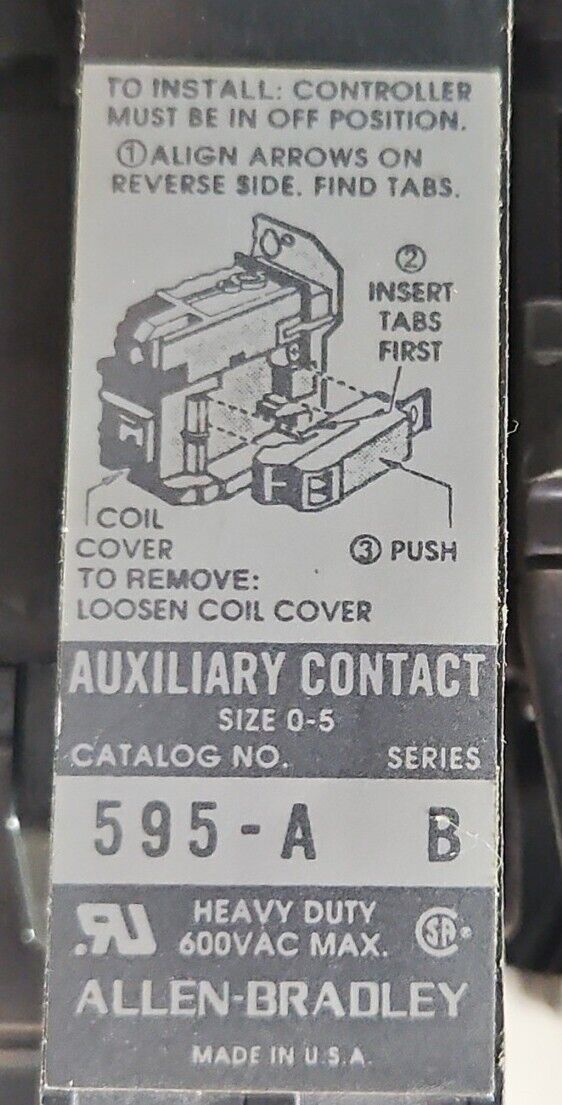 TO INSTALL: CONTROLLER
MUST BE IN OFF POSITION.
①ALIGN ARROWS ON
REVERSE SIDE. FIND TABS.
②
INSERT
TABS
FIRST
COIL
COVER
③ PUSH
TO REMOVE:
LOOSEN COIL COVER
AUXILIARY CONTACT
SIZE 0-5
CATALOG NO. SERIES
595-A B
HEAVY DUTY
600VAC MAX.
ALLEN-BRADLEY
MADE IN U.S.A.